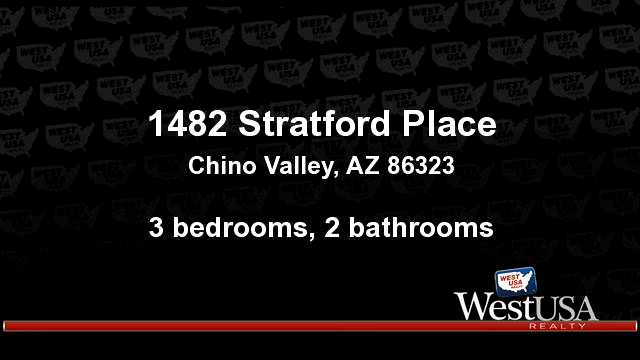 1482 Stratford Place
Chino Valley, AZ 86323
3 bedrooms, 2 bathrooms
WEST
USA
REALTY
WestUSA
REALTY